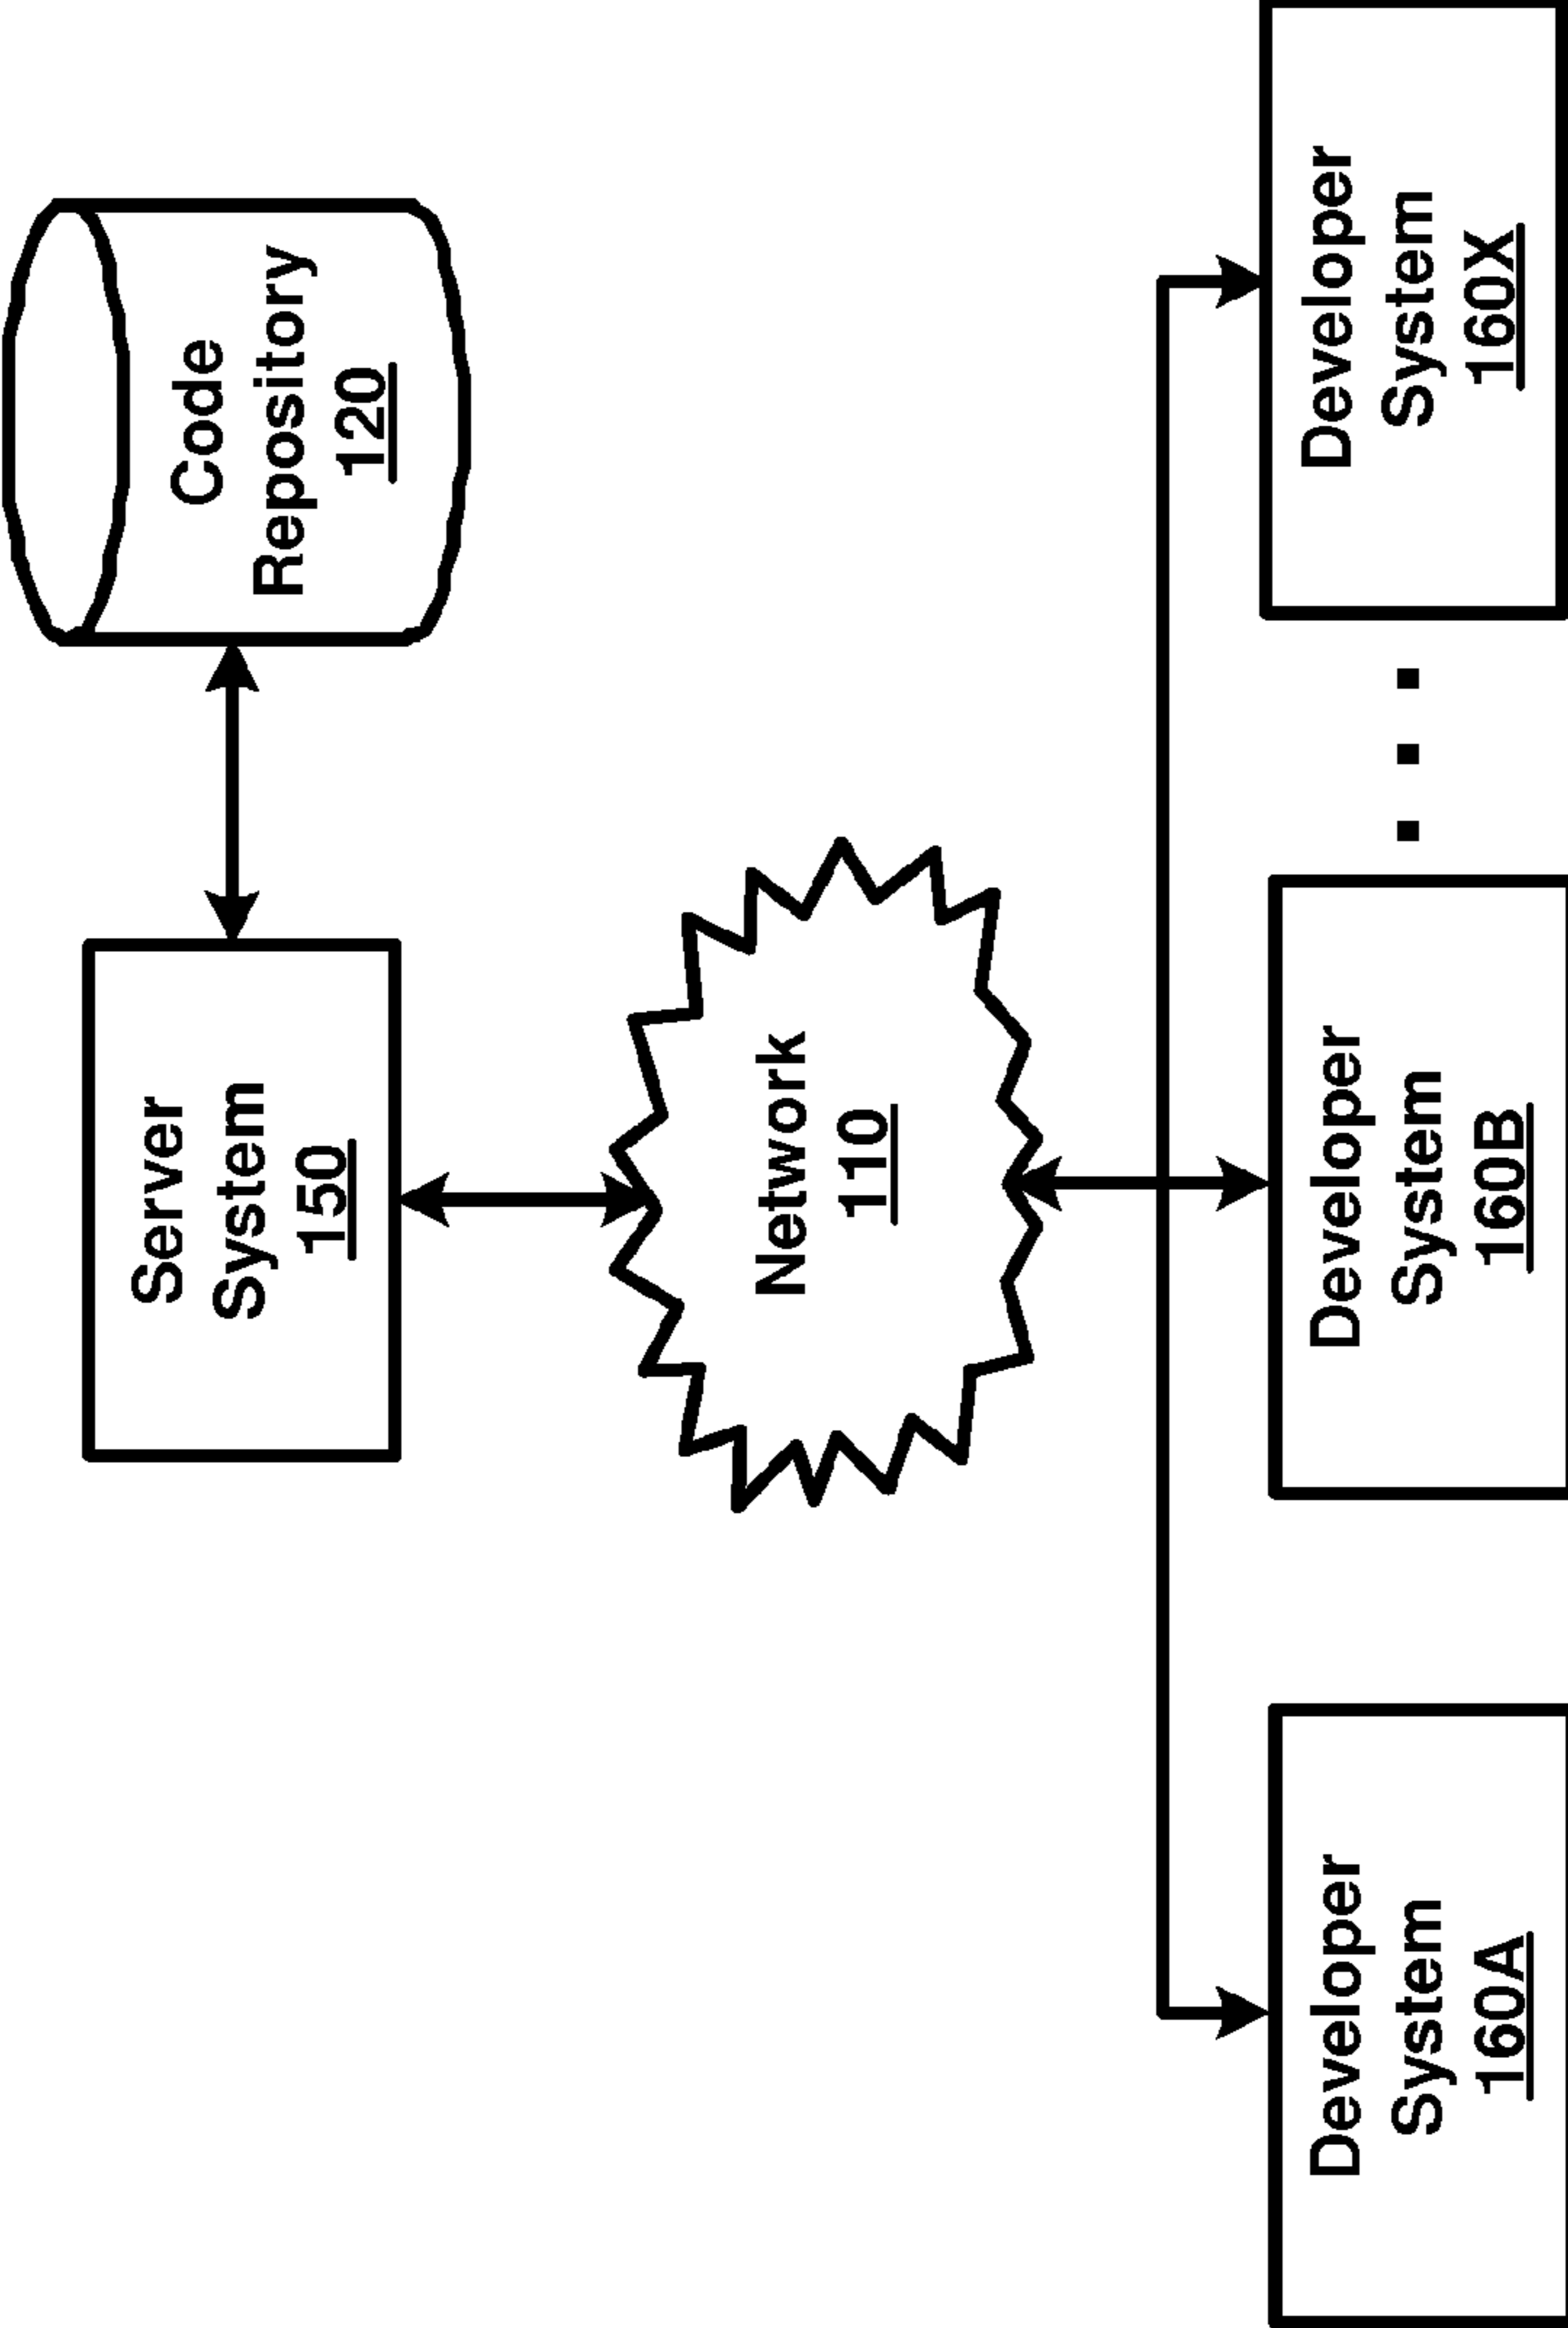 Code
Repository
120
Server
System
150
Network
110
Developer
System
160A
Developer
System
160B
Developer
System
160X